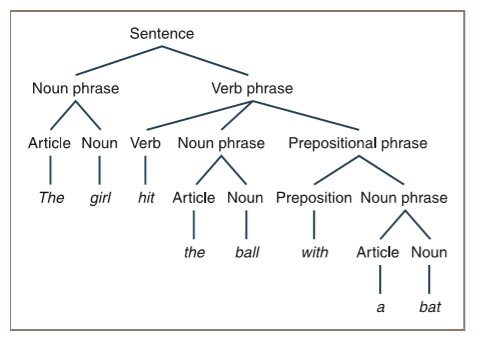 Sentence
Noun phrase Verb phrase
Article Noun Verb Noun phrase Prepositional phrase
The girl hit Article Noun Preposition Noun phrase
the ball with Article Noun
a bat